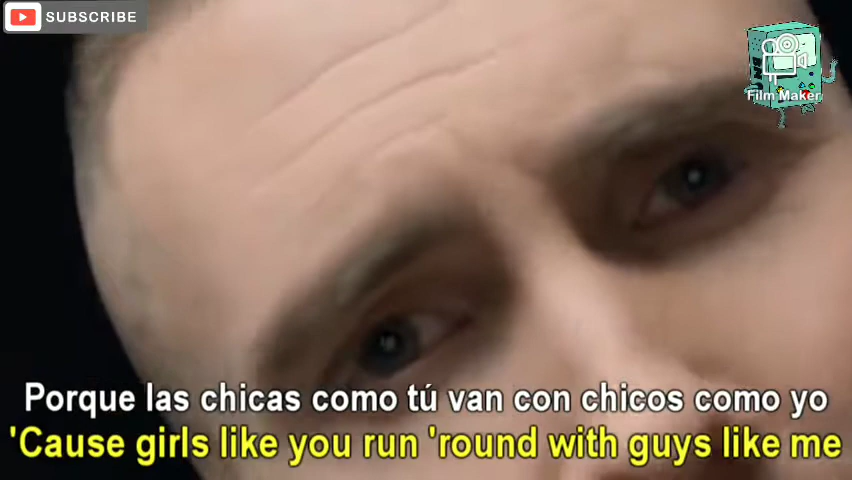 SUBSCRIBE
Film Maker
Porque las chicas como tú van con chicos como yo
'Cause girls like you run 'round with guys like me